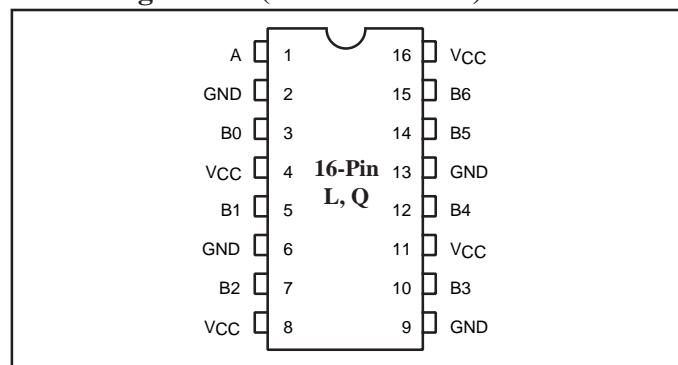 A 1 16 VCC
GND 2 15 B6
B0 3 14 B5
VCC 4 16-Pin 13 GND
L, Q
B1 5 12 B4
GND 6 11 VCC
B2 7 10 B3
VCC 8 9 GND